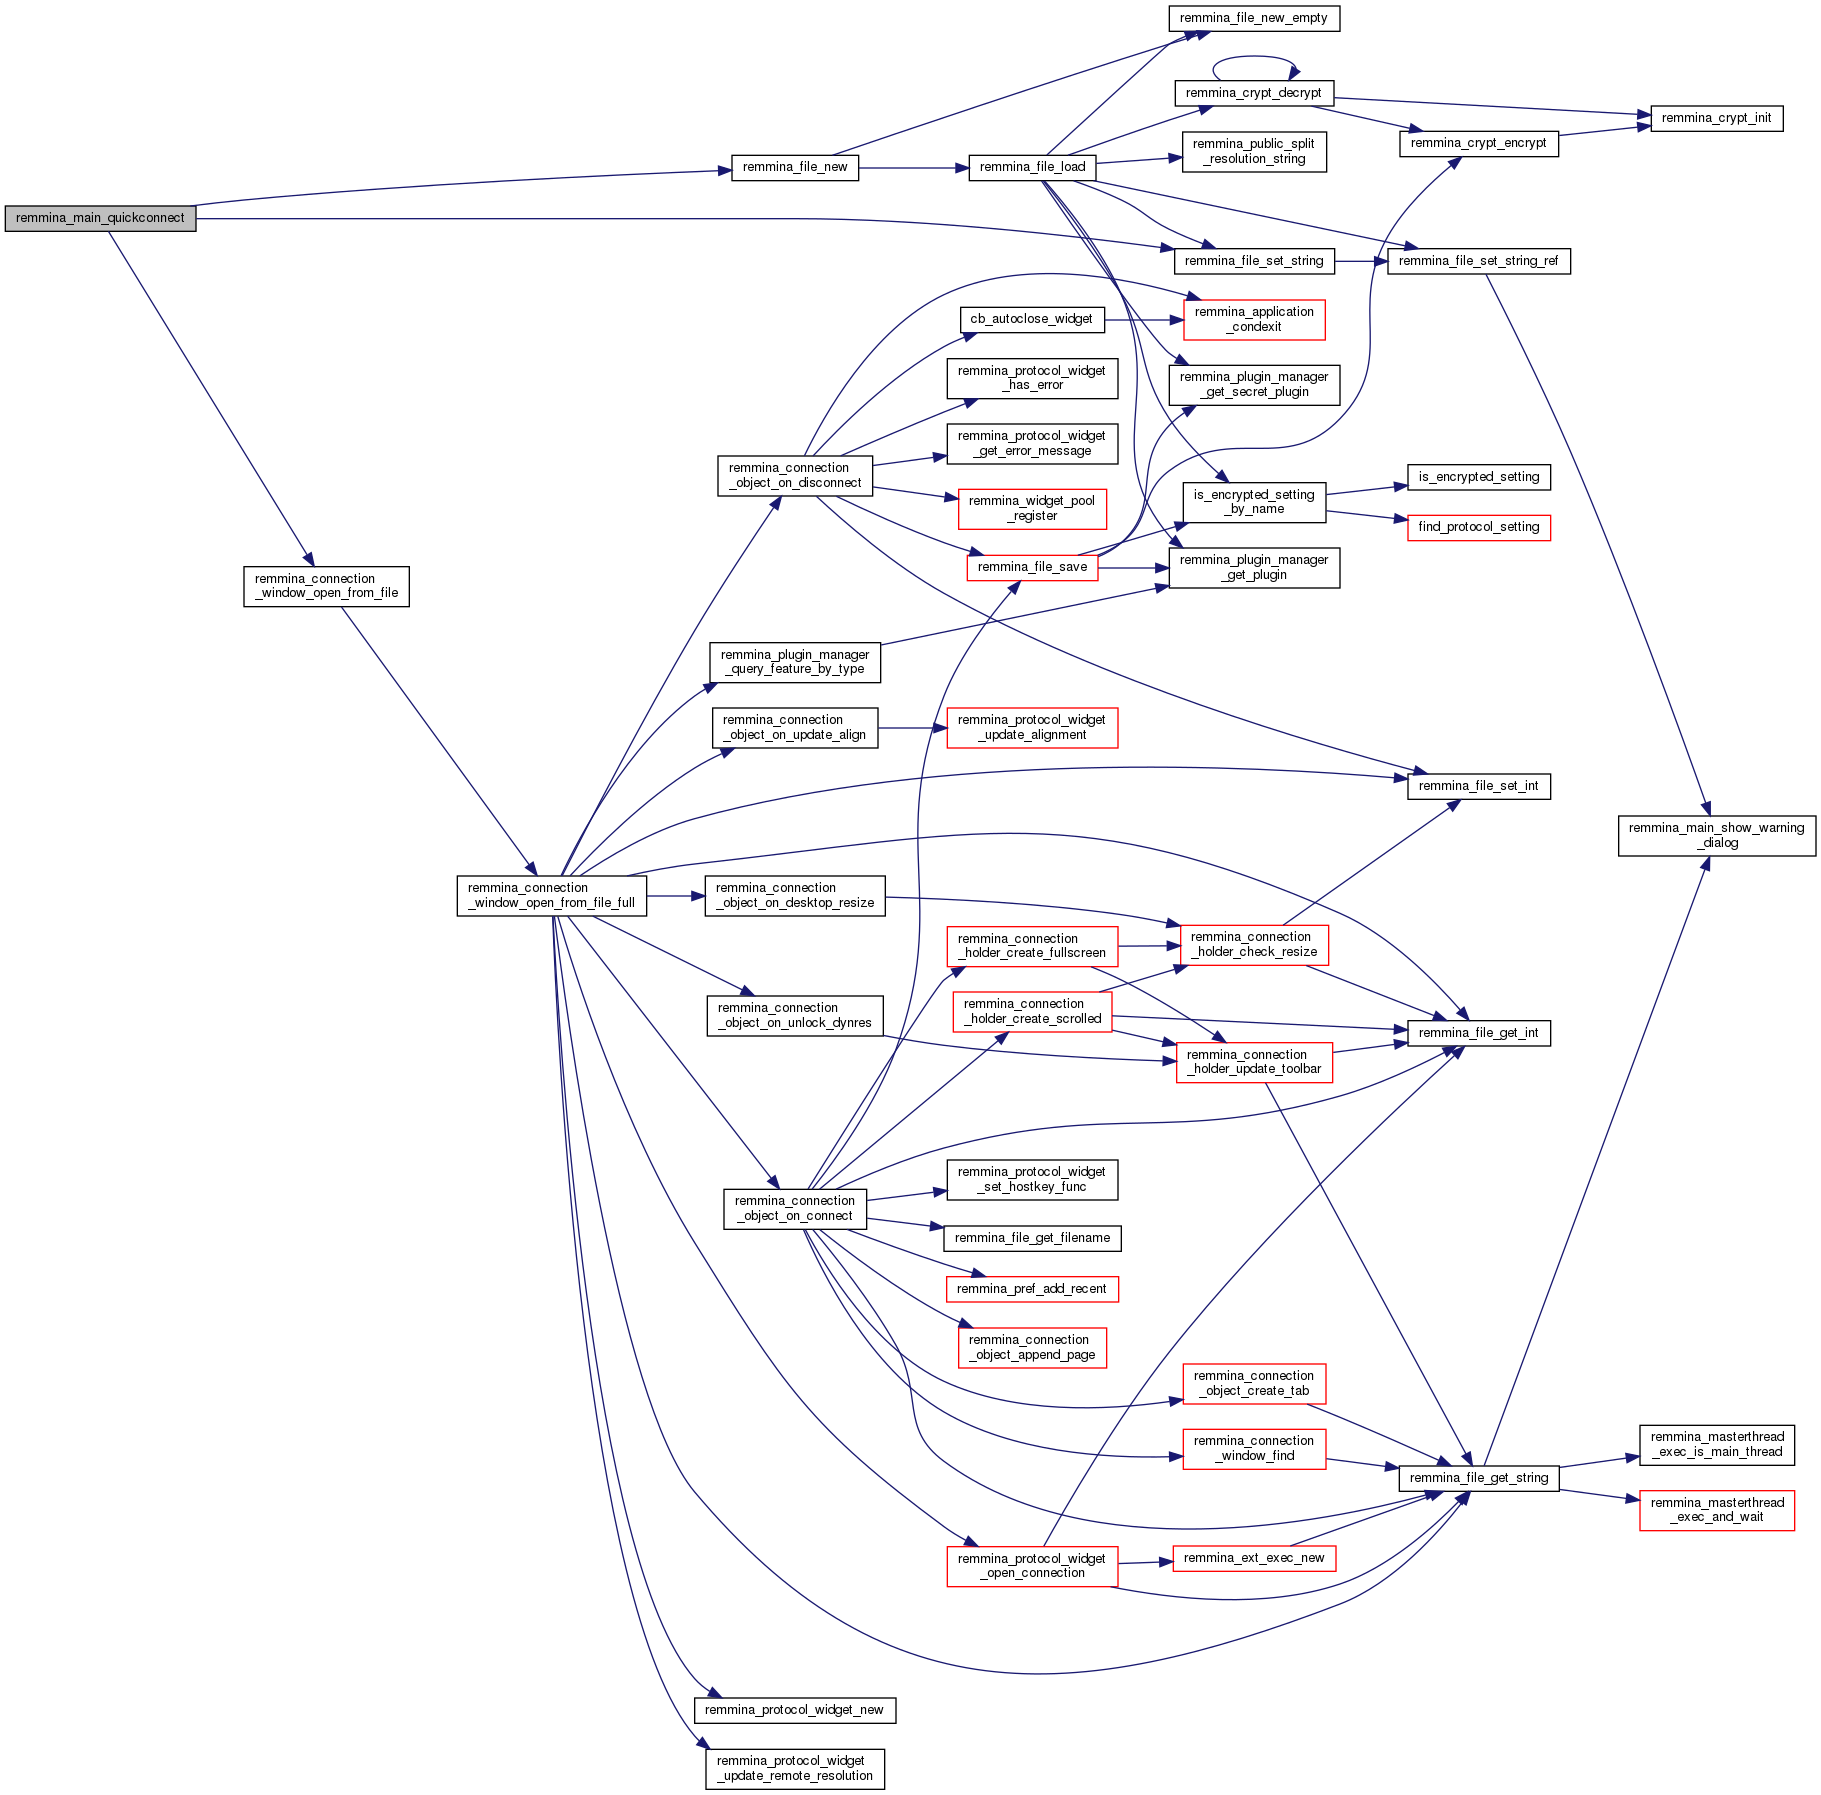 remmina_main_quickconnect
remmina_connection
_window_open_from_file
remmina_connection
_window_open_from_file_full
remmina_file_new
remmina_connection
_object_on_disconnect
remmina_plugin_manager
_query_feature_by_type
remmina_connection
_object_on_update_align
remmina_connection
_object_on_desktop_resize
remmina_connection
_object_on_unlock_dynres
remmina_connection
_object_on_connect
remmina_protocol_widget_new
remmina_protocol_widget
_update_remote_resolution
remmina_file_load
cb_autoclose_widget
remmina_protocol_widget
_has_error
remmina_protocol_widget
_get_error_message
remmina_widget_pool
_register
remmina_file_save
remmina_protocol_widget
_update_alignment
remmina_connection
_holder_create_fullscreen
remmina_connection
_holder_create_scrolled
remmina_protocol_widget
_set_hostkey_func
remmina_file_get_filename
remmina_pref_add_recent
remmina_connection
_object_append_page
remmina_protocol_widget
_open_connection
remmina_file_new_empty
remmina_crypt_decrypt
remmina_public_split
_resolution_string
remmina_file_set_string
remmina_application
_condexit
remmina_plugin_manager
_get_secret_plugin
is_encrypted_setting
_by_name
remmina_plugin_manager
_get_plugin
remmina_connection
_holder_check_resize
remmina_connection
_holder_update_toolbar
remmina_connection
_object_create_tab
remmina_connection
_window_find
remmina_ext_exec_new
remmina_crypt_encrypt
remmina_file_set_string_ref
is_encrypted_setting
find_protocol_setting
remmina_file_set_int
remmina_file_get_int
remmina_file_get_string
remmina_crypt_init
remmina_main_show_warning
_dialog
remmina_masterthread
_exec_is_main_thread
remmina_masterthread
_exec_and_wait